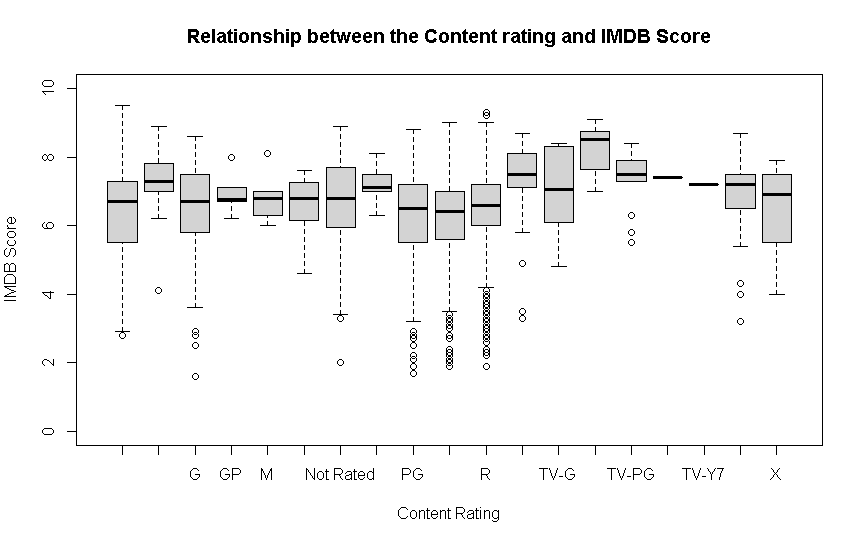 Relationship between the Content rating and IMDB Score
10
8
6
4
2
0
IMDB Score
G GP M Not Rated PG R TV-G TV-PG TV-Y7 X
Content Rating